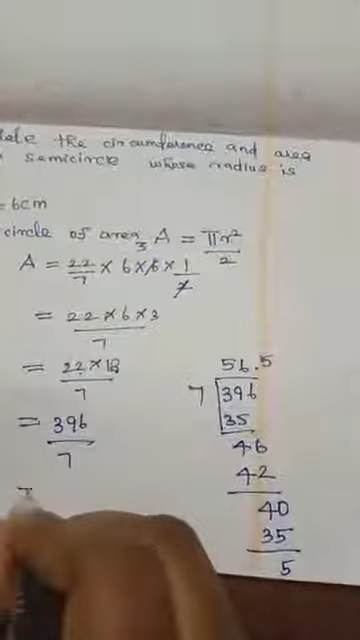 the circumference and area
semicircle whose radius is
= 6cm
circle of area A = πr²/2
A = 22/7 × 6 × 6 × 1/2 3
= 22×6×3/7
= 22×18/7
= 396/7
56.5
7 396
35
46
42
40
35
5